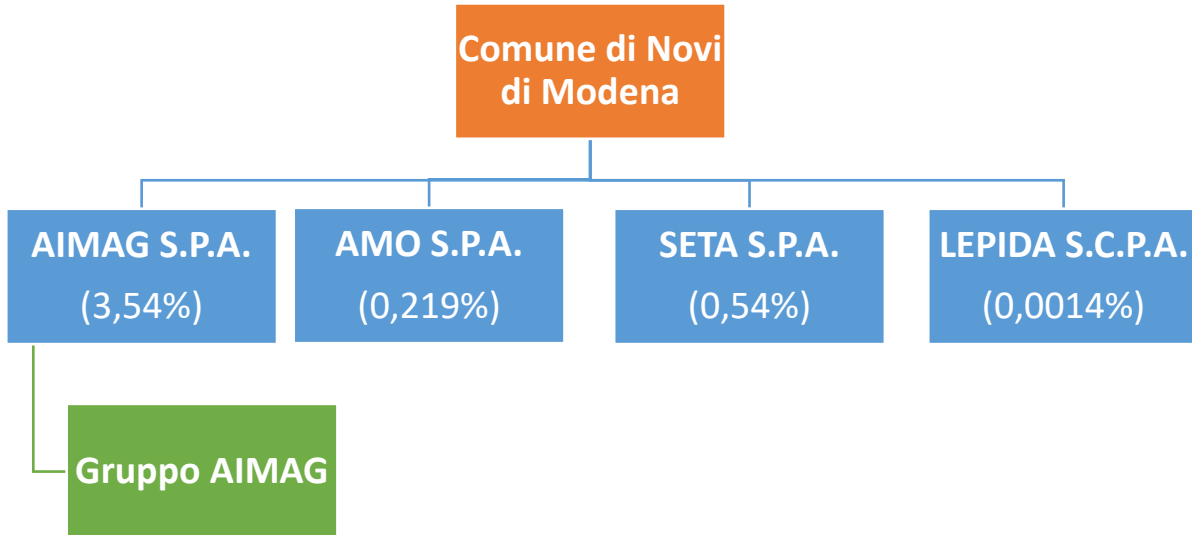 Comune di Novi
di Modena
AIMAG S.P.A.
(3,54%)
AMO S.P.A.
(0,219%)
SETA S.P.A.
(0,54%)
LEPIDA S.C.P.A.
(0,0014%)
Gruppo AIMAG